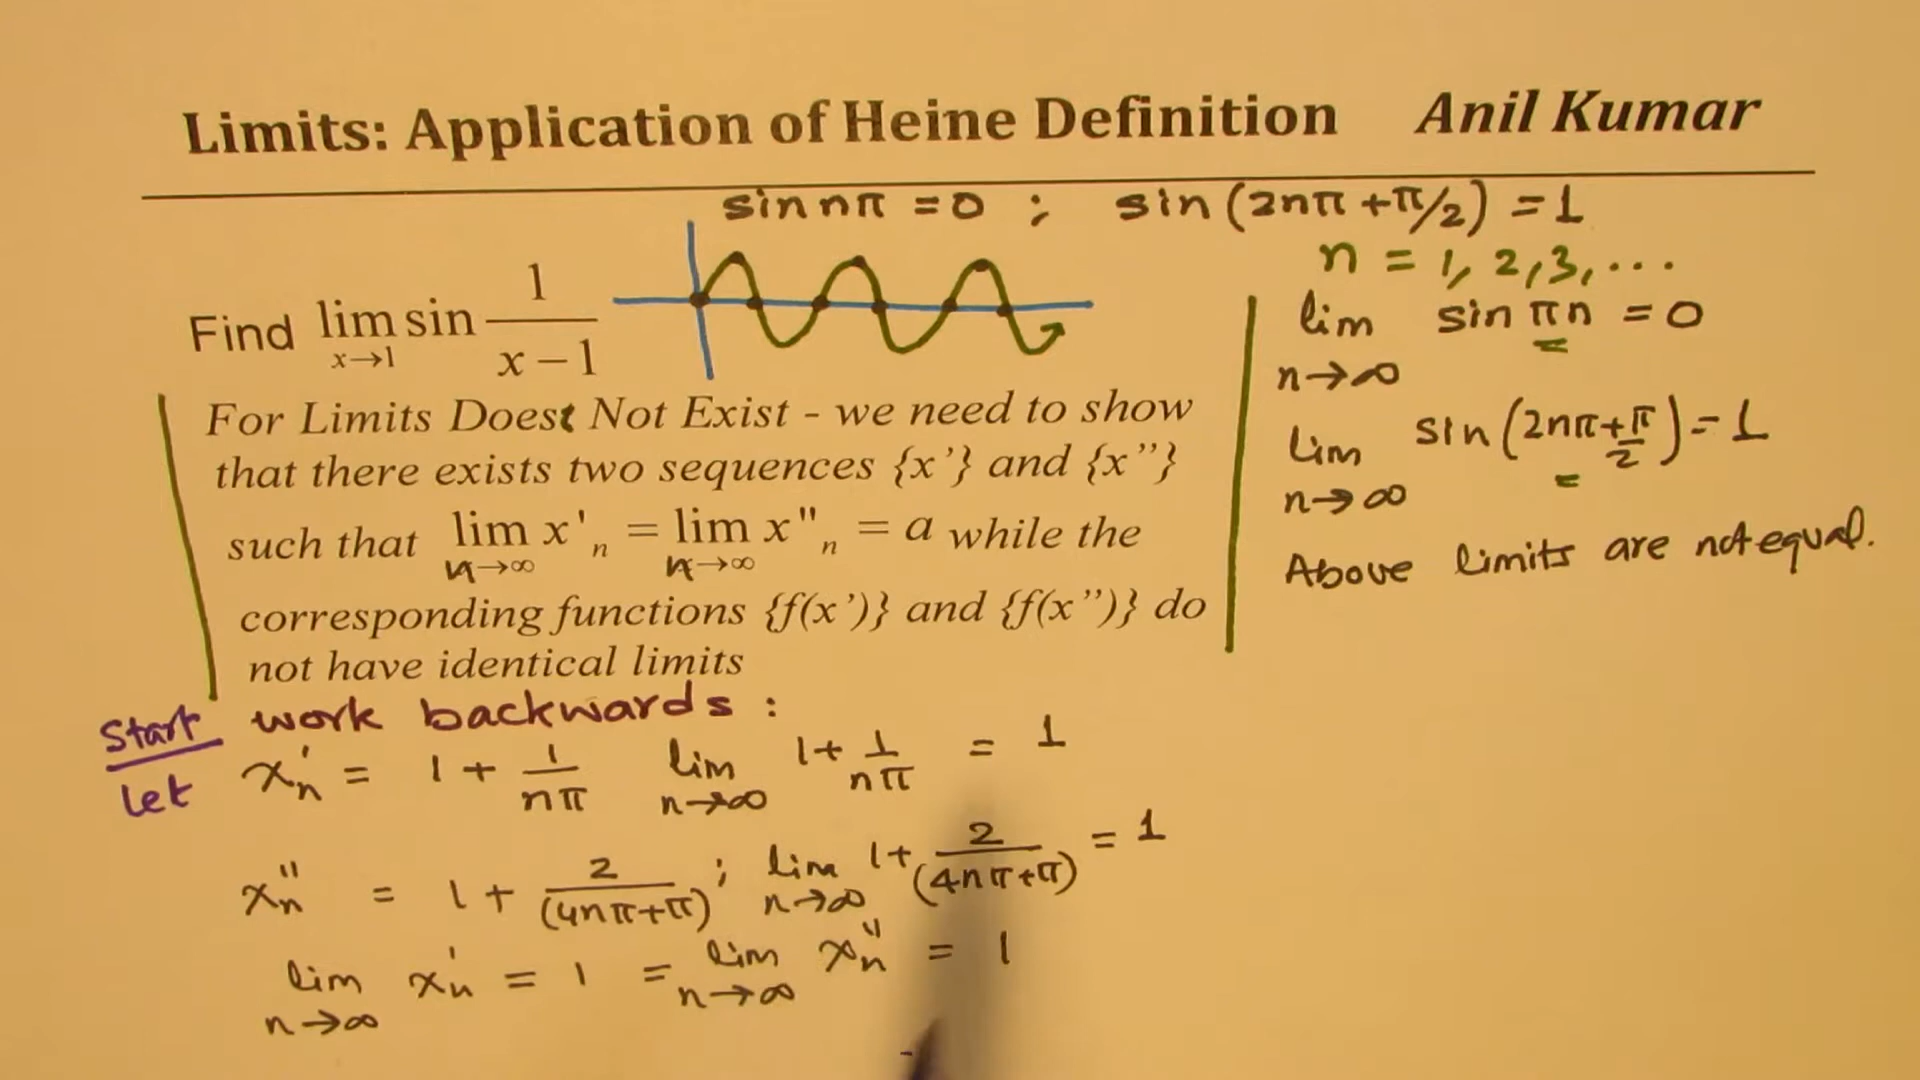 Limits: Application of Heine Definition Anil Kumar
sin nπ = 0 ; sin (2nπ + π/2) = 1
n = 1, 2, 3, ...
Find lim x→1 sin 1/(x − 1)
For Limits Does Not Exist - we need to show
that there exists two sequences {x'} and {x"}
such that lim n→∞ x'n = lim n→∞ x"n = a while the
corresponding functions {f(x')} and {f(x")} do
not have identical limits
lim n→∞ sin πn = 0
lim n→∞ sin (2nπ + π/2) = 1
Above limits are not equal.
Start work backwards :
Let x'n = 1 + 1/nπ lim n→∞ 1 + 1/nπ = 1
x"n = 1 + 2/(4nπ+π) ; lim n→∞ 1 + 2/(4nπ+π) = 1
lim n→∞ x'n = 1 = lim n→∞ x"n = 1